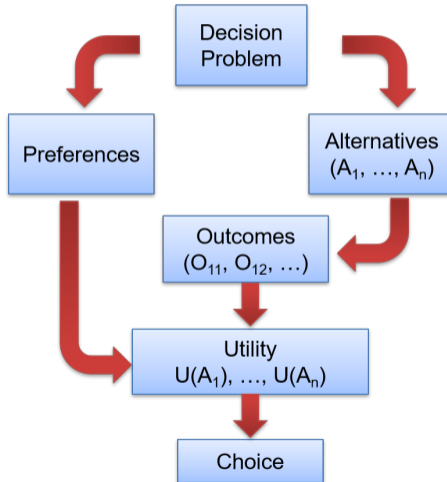 Decision
Problem
Preferences
Alternatives
(A₁, …, Aₙ)
Outcomes
(O₁₁, O₁₂, …)
Utility
U(A₁), …, U(Aₙ)
Choice